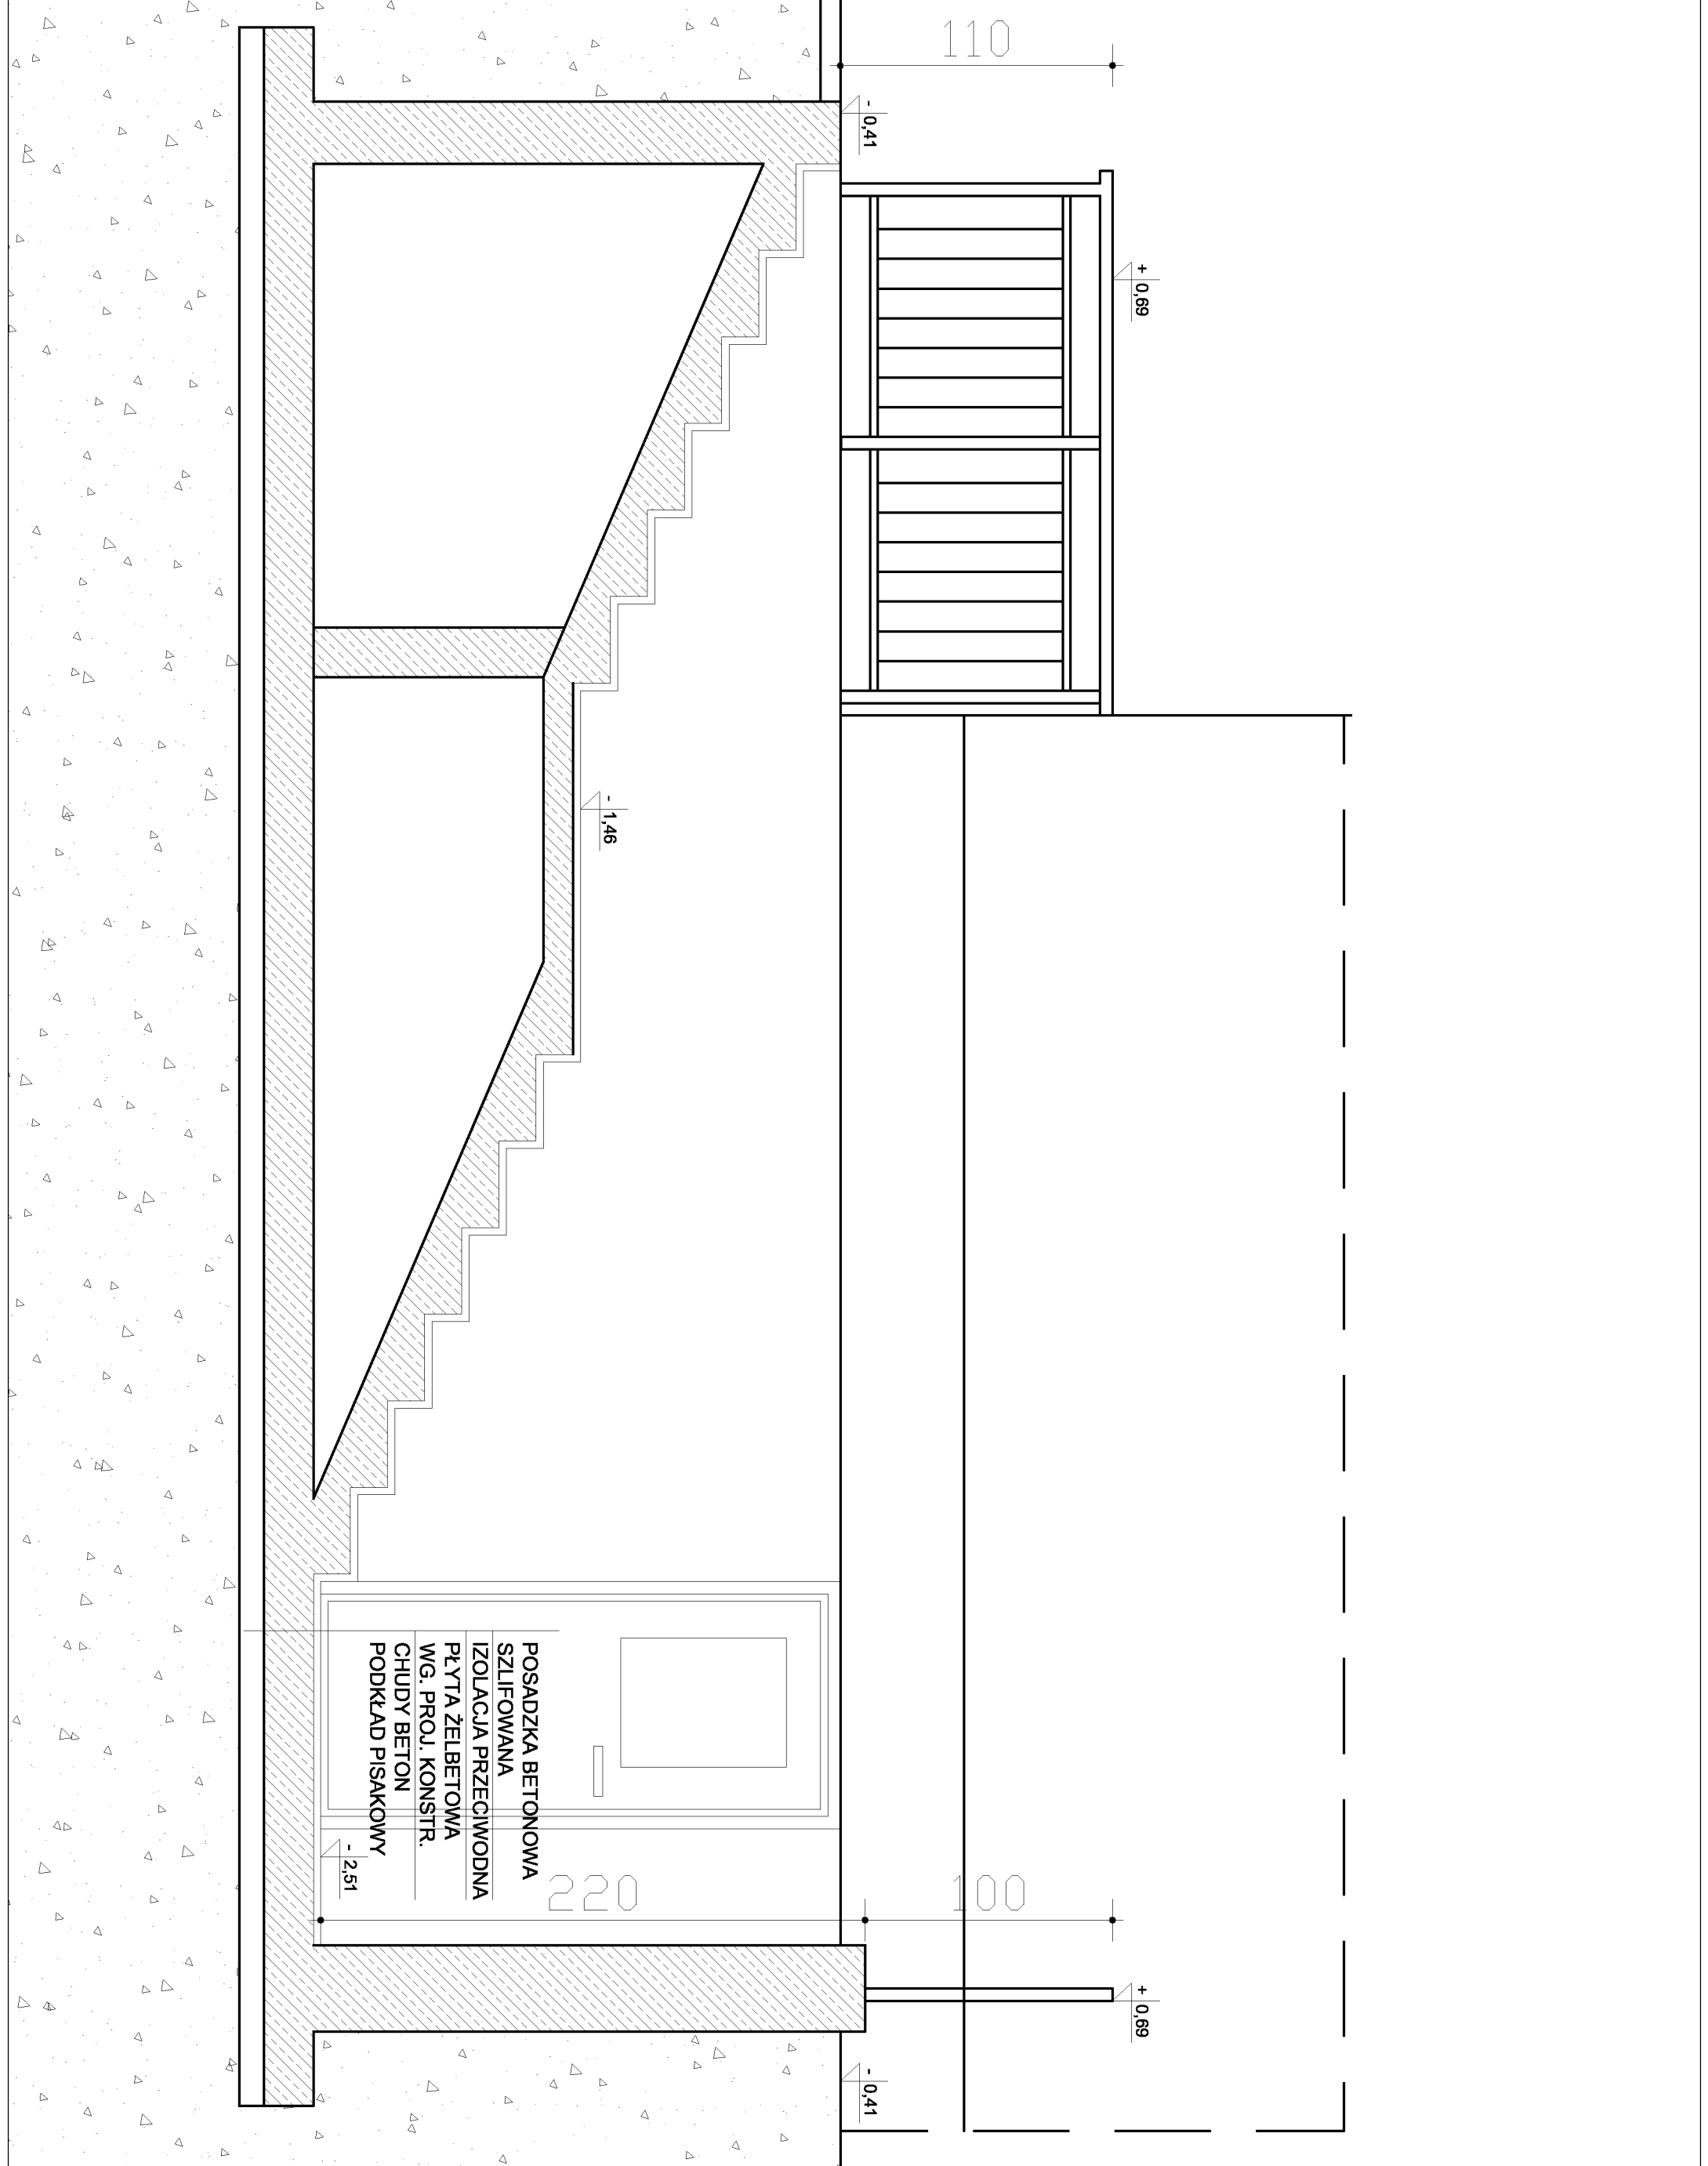 110
- 0,41
+ 0,69
- 1,46
POSADZKA BETONOWA
SZLIFOWANA
IZOLACJA PRZECIWODNA
PŁYTA ŻELBETOWA
WG. PROJ. KONSTR.
CHUDY BETON
PODKŁAD PISAKOWY
- 2,51
220
100
+ 0,69
- 0,41